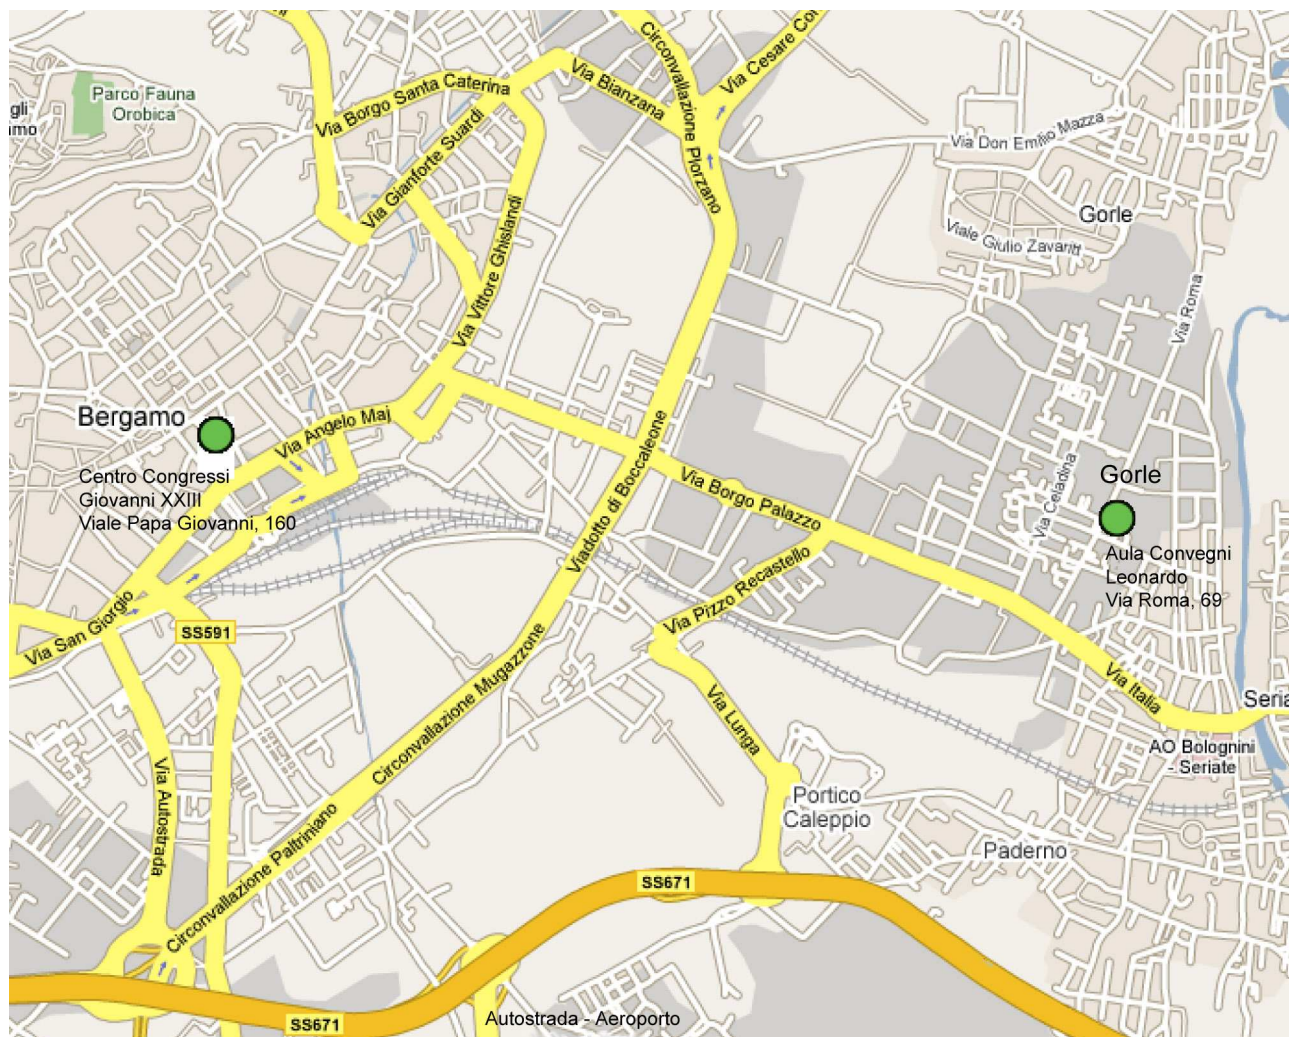 Circonvallazione Plorzano
Via Cesare Cor
Via Bianzana
Parco Fauna
Orobica
Via Borgo Santa Caterina
gli
amo
Via Gianforte Suardi
Via Don Emilio Mazza
Gorle
Viale Giulio Zavaritt
Via Vittore Ghislandi
Via Roma
Bergamo
Via Angelo Maj
Centro Congressi
Giovanni XXIII
Viale Papa Giovanni, 160
Viadotto di Boccaleone
Via Borgo Palazzo
Via Celadina
Gorle
Aula Convegni
Leonardo
Via Roma, 69
Via Pizzo Recastello
Via San Giorgio
SS591
Circonvallazione Mugazzone
Via Lunga
Via Italia
Seria
AO Bolognini
- Seriate
Via Autostrada
Portico
Caleppio
Paderno
Circonvallazione Paltriniano
SS671
SS671
Autostrada - Aeroporto